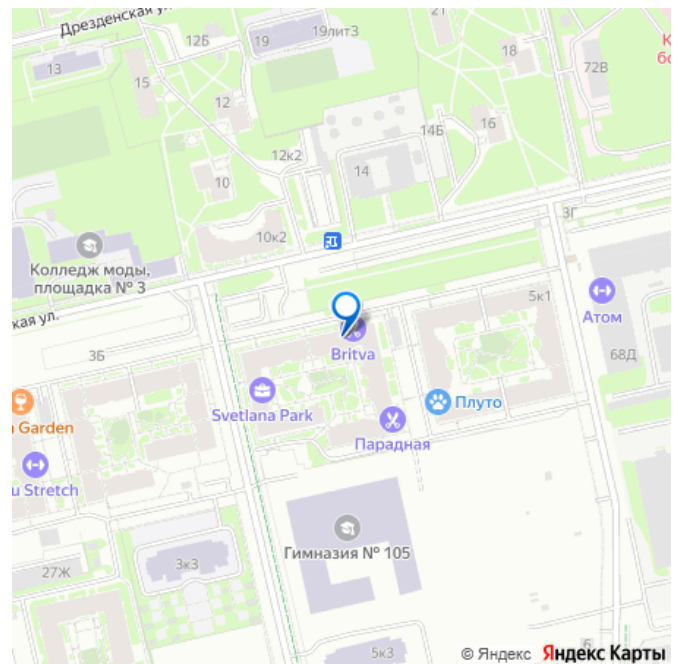 Дрезденская ул.
21
12Б
19
19лит3
13
15
18
72В
К
бо
12
16
14Б
12к2
14
10
3Г
10к2
Колледж моды,
площадка № 3
5к1
Атом
кая ул.
Britva
3Б
68Д
Svetlana Park
Плуто
Garden
Парадная
u Stretch
Гимназия № 105
3к3
27Ж
5к3
© Яндекс Яндекс Карты